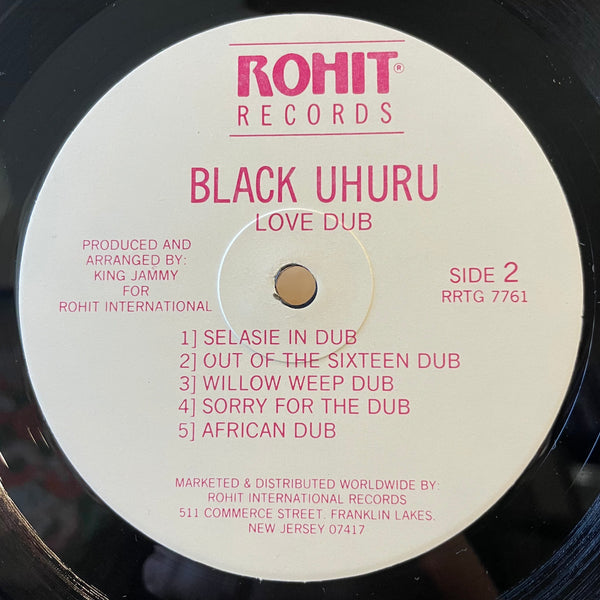 ROHIT®
RECORDS
BLACK UHURU
LOVE DUB
PRODUCED AND
ARRANGED BY:
KING JAMMY
FOR
ROHIT INTERNATIONAL
SIDE 2
RRTG 7761
1] SELASIE IN DUB
2] OUT OF THE SIXTEEN DUB
3] WILLOW WEEP DUB
4] SORRY FOR THE DUB
5] AFRICAN DUB
MARKETED & DISTRIBUTED WORLDWIDE BY:
ROHIT INTERNATIONAL RECORDS
511 COMMERCE STREET, FRANKLIN LAKES,
NEW JERSEY 07417